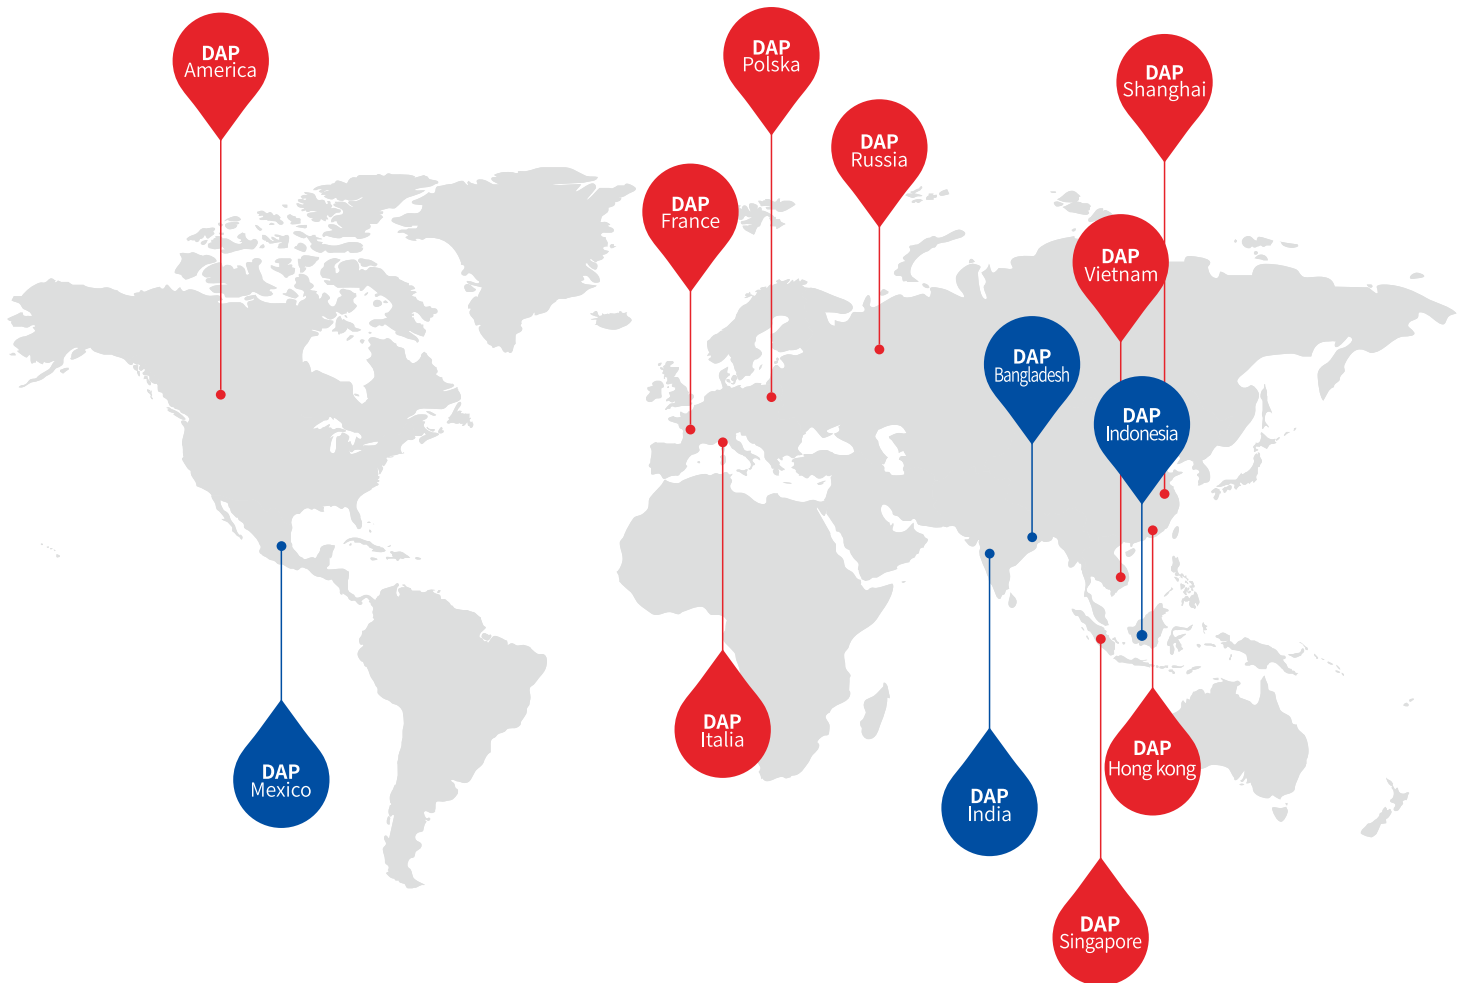 DAP
America
DAP
Polska
DAP
Shanghai
DAP
Russia
DAP
France
DAP
Vietnam
DAP
Bangladesh
DAP
Indonesia
DAP
Italia
DAP
Hong kong
DAP
Mexico
DAP
India
DAP
Singapore